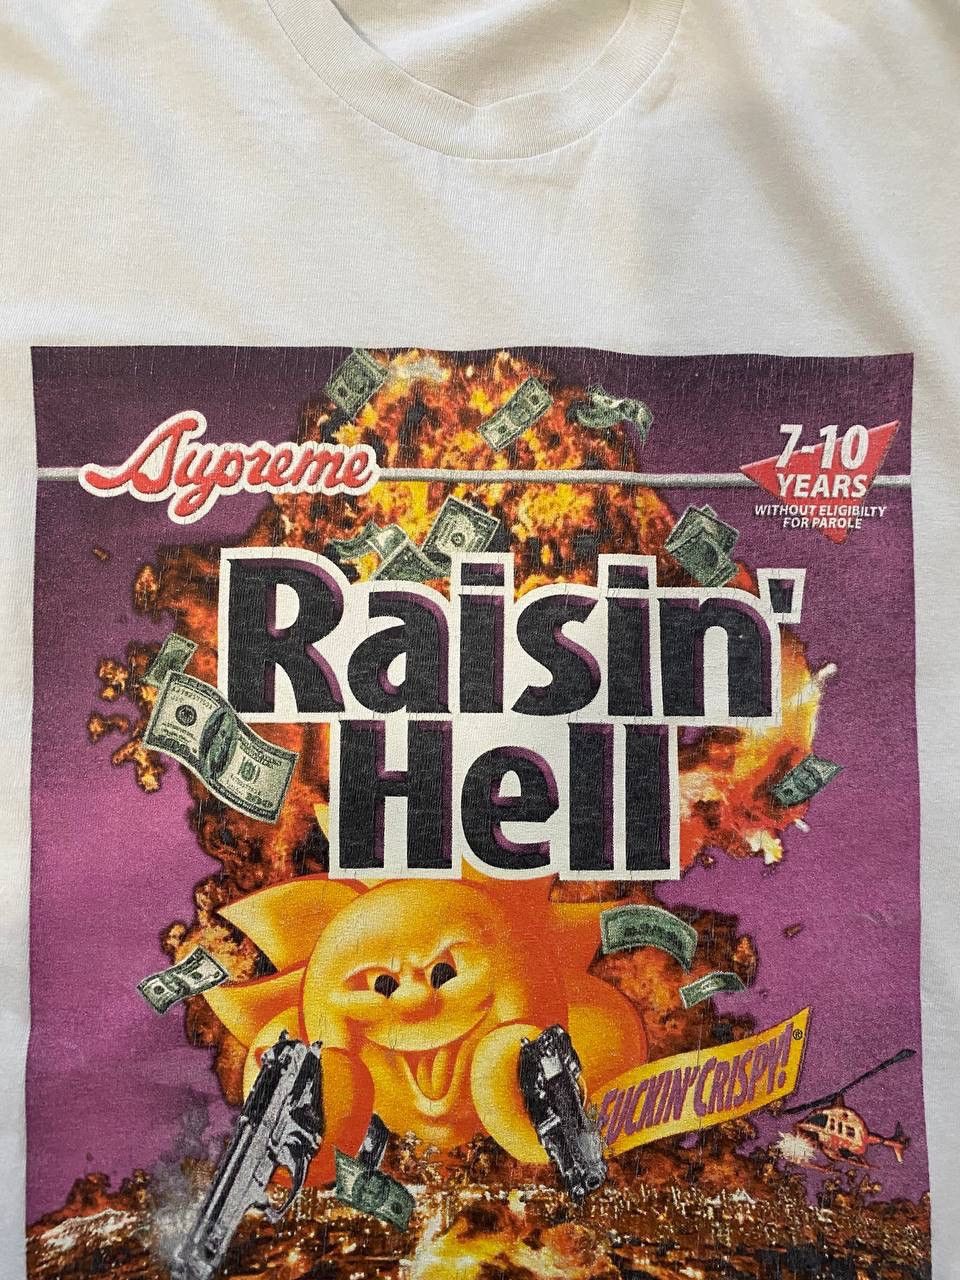 Supreme
7-10
YEARS
WITHOUT ELIGIBILTY
FOR PAROLE
Raisin'
Hell
FUCKIN' CRISPY!®